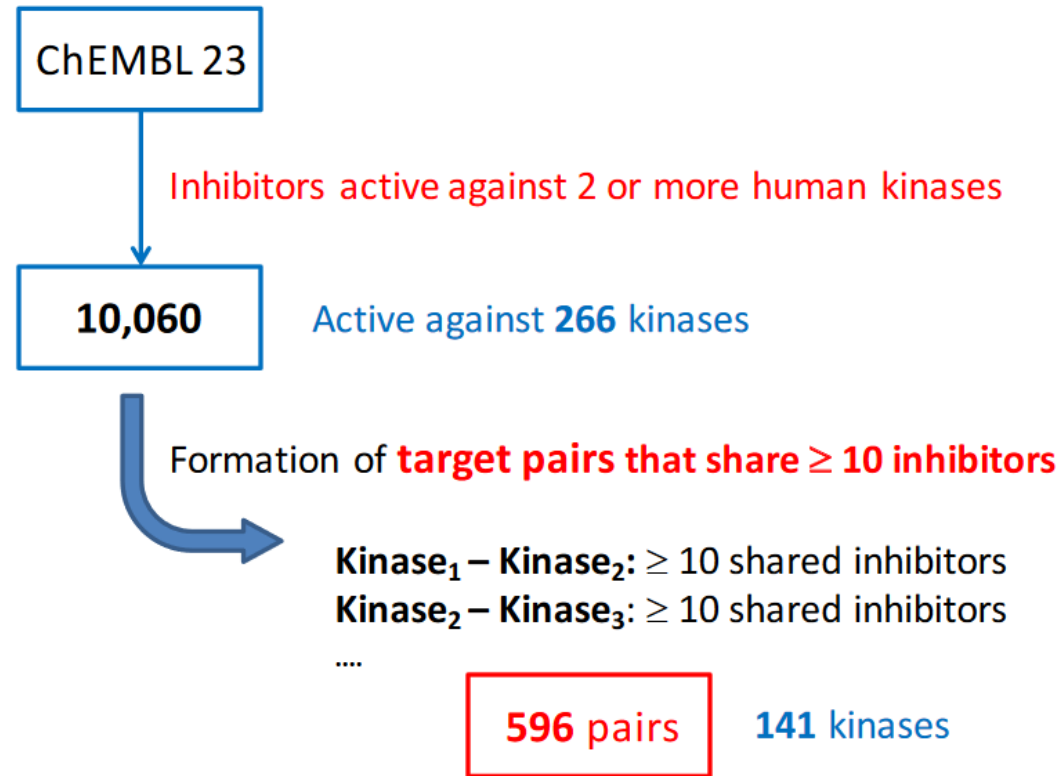 ChEMBL 23
Inhibitors active against 2 or more human kinases
10,060
Active against 266 kinases
Formation of target pairs that share ≥ 10 inhibitors
Kinase₁ – Kinase₂: ≥ 10 shared inhibitors
Kinase₂ – Kinase₃: ≥ 10 shared inhibitors
....
596 pairs
141 kinases